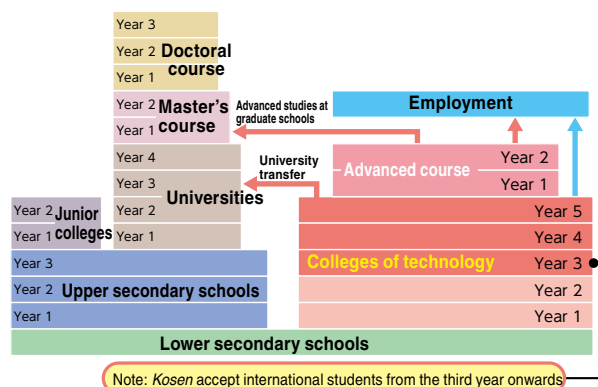 Year 3
Year 2
Year 1
Doctoral
course
Year 2
Year 1
Master's
course
Advanced studies at
graduate schools
Employment
Year 4
Year 3
Year 2
Year 1
Universities
University
transfer
Advanced course
Year 2
Year 1
Year 2
Year 1
Junior
colleges
Year 5
Year 4
Year 3
Year 2
Year 1
Colleges of technology
Year 3
Year 2
Year 1
Upper secondary schools
Lower secondary schools
Note: Kosen accept international students from the third year onwards